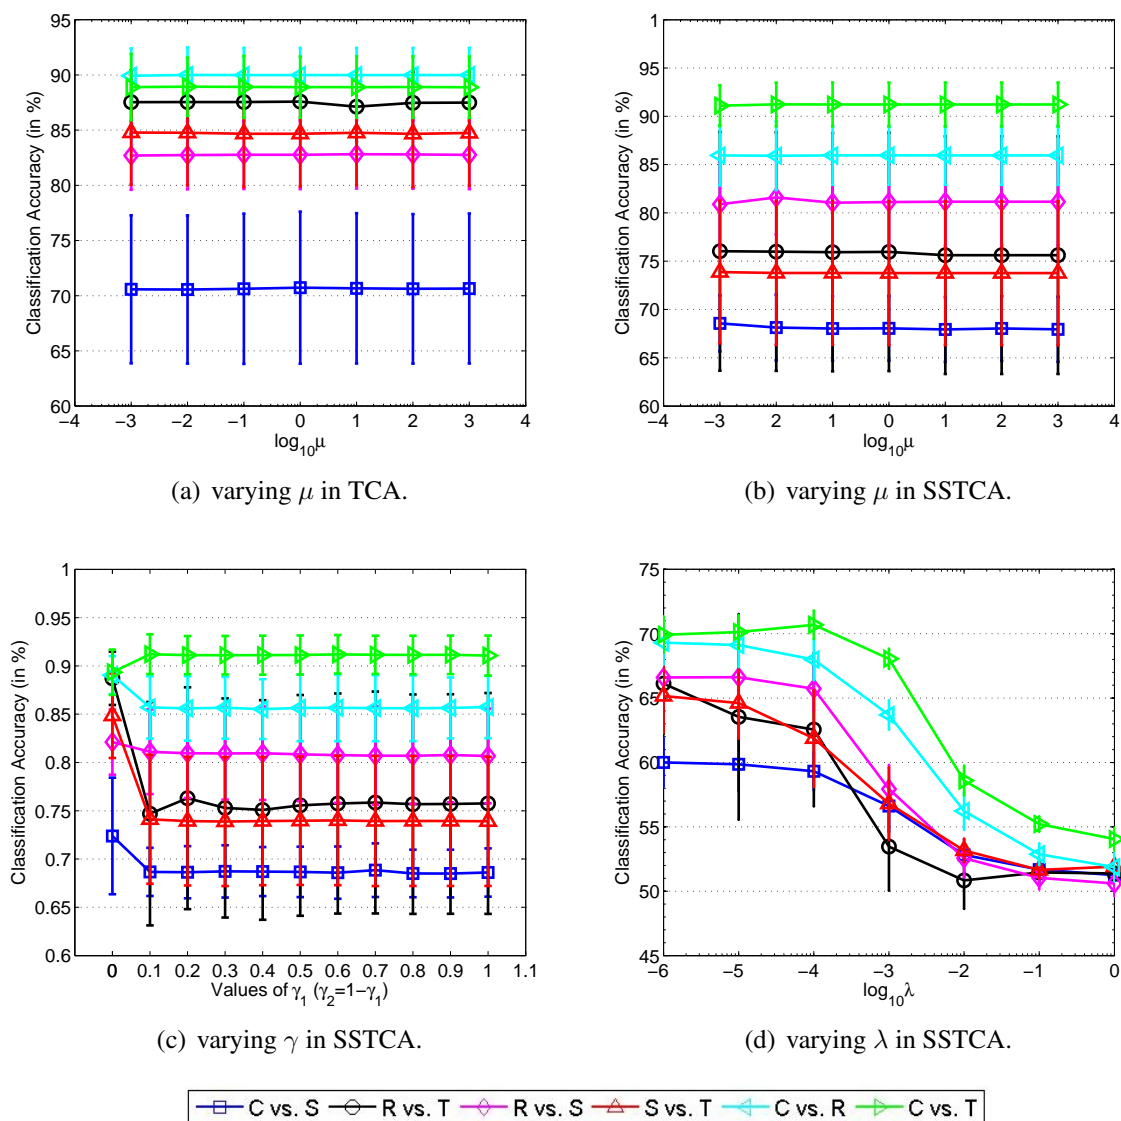 95
90
85
80
75
70
65
60
−4 −3 −2 −1 0 1 2 3 4
Classification Accuracy (in %)
log10μ
(a) varying μ in TCA.
1
95
90
85
80
75
70
65
60
−4 −3 2 1 0 1 2 3 4
Classification Accuracy (in %)
log10μ
(b) varying μ in SSTCA.
1
0.95
0.9
0.85
0.8
0.75
0.7
0.65
0.6
0 0.1 0.2 0.3 0.4 0.5 0.6 0.7 0.8 0.9 1 1.1
Classification Accuracy (in %)
Values of γ1 (γ2=1−γ1)
(c) varying γ in SSTCA.
75
70
65
60
55
50
45
−6 −5 −4 −3 −2 −1 0
Classification Accuracy (in %)
log10λ
(d) varying λ in SSTCA.
C vs. S R vs. T R vs. S S vs. T C vs. R C vs. T